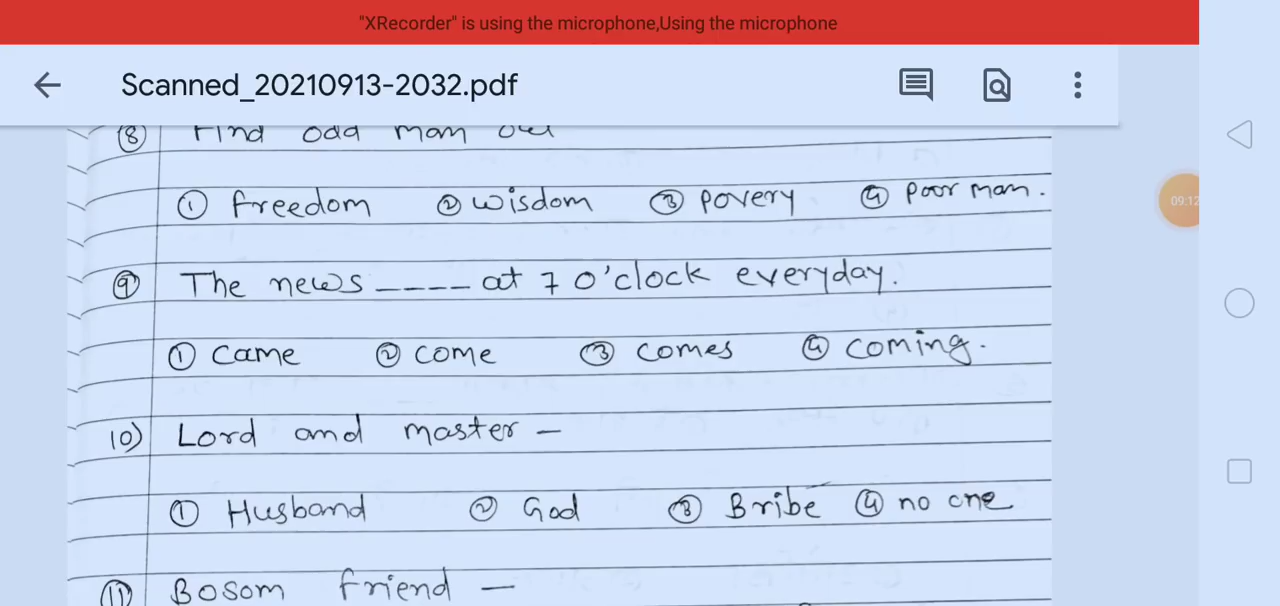 "XRecorder" is using the microphone,Using the microphone
Scanned_20210913-2032.pdf
(8) Find odd man out
① freedom ② wisdom ③ povery ④ poor man.
09:12
⑨ The news ---- at 7 o'clock everyday.
① came ② come ③ comes ④ coming.
10) Lord and master —
① Husband ② God ③ Bribe ④ no one
⑪ Bosom friend —